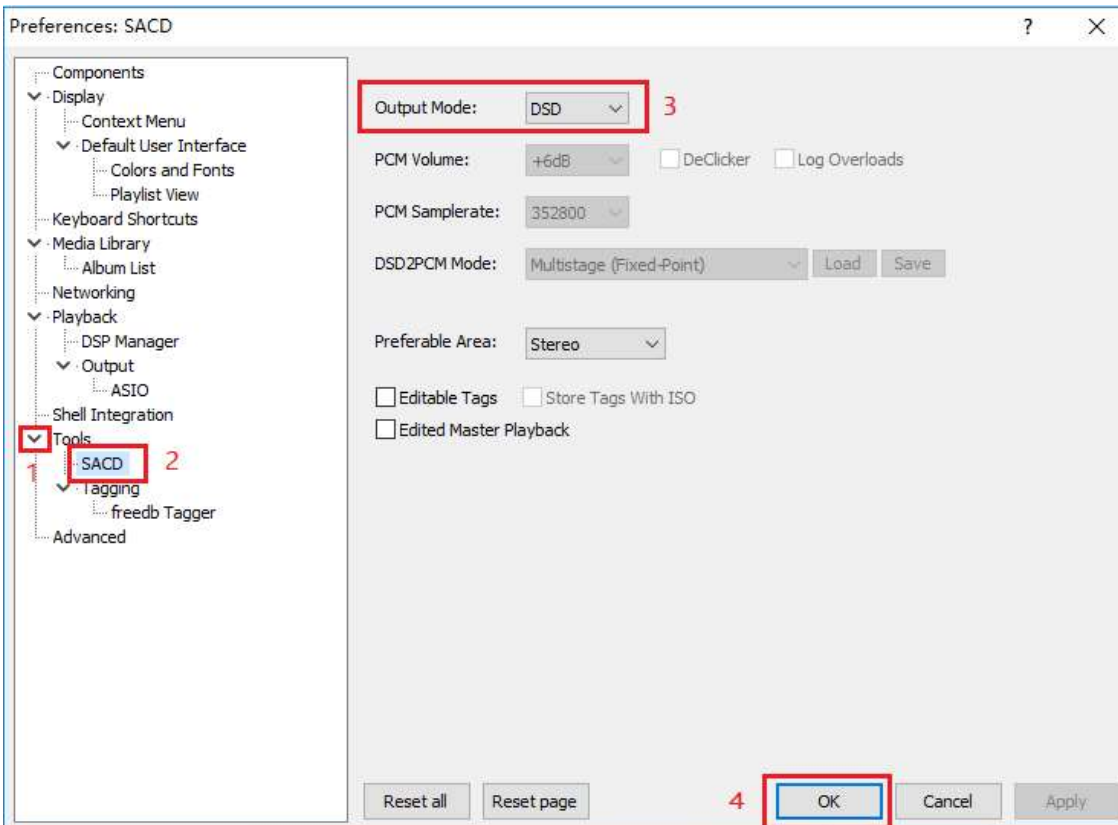 Preferences: SACD
?
Components
Display
Context Menu
Default User Interface
Colors and Fonts
Playlist View
Keyboard Shortcuts
Media Library
Album List
Networking
Playback
DSP Manager
Output
ASIO
Shell Integration
Tools
1
SACD 2
Tagging
freedb Tagger
Advanced
Output Mode: DSD 3
PCM Volume: +6dB DeClicker Log Overloads
PCM Samplerate: 352800
DSD2PCM Mode: Multistage (Fixed-Point) Load Save
Preferable Area: Stereo
Editable Tags Store Tags With ISO
Edited Master Playback
Reset all Reset page 4 OK Cancel Apply